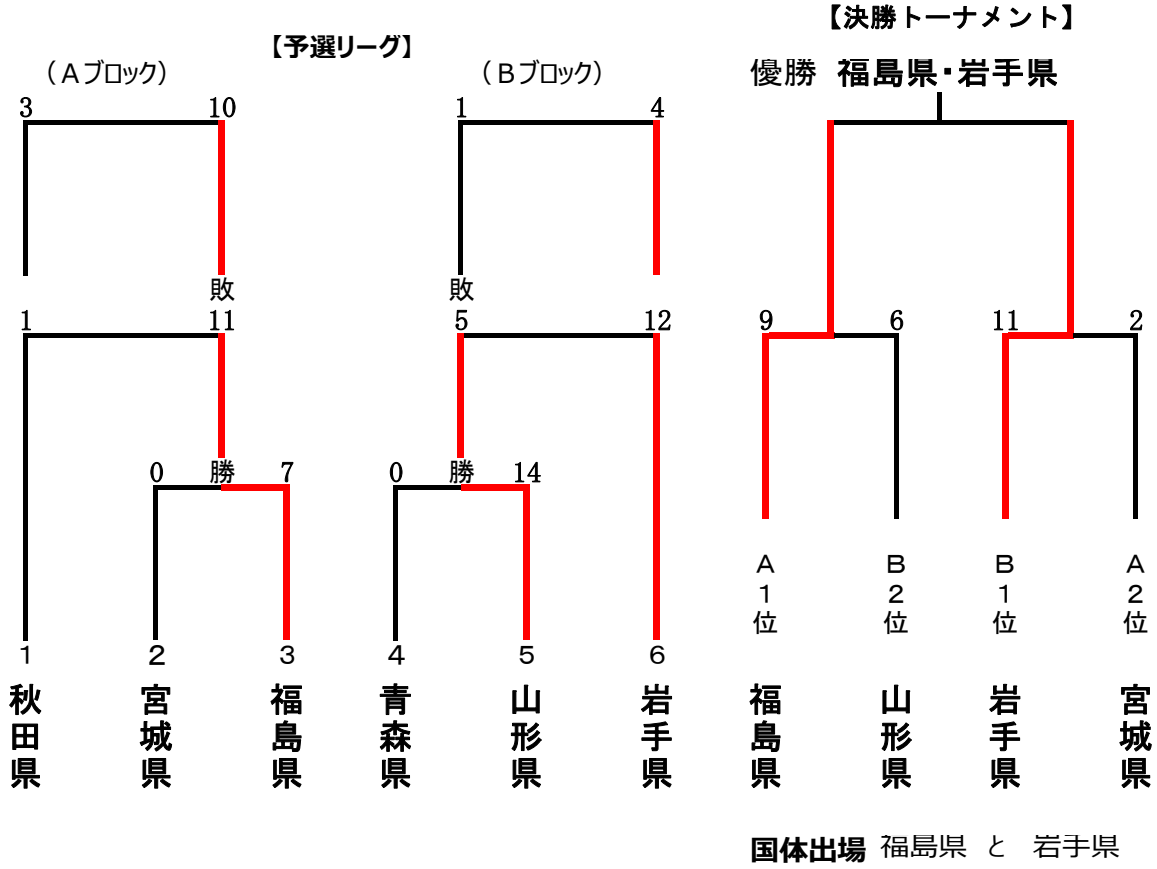 【決勝トーナメント】
【予選リーグ】
（Ａブロック）
（Ｂブロック）
優勝 福島県・岩手県
3 10
1 4
敗
敗
1 11
5 12
9 6
11 2
0 勝 7
0 勝 14
Ａ１位
Ｂ２位
Ｂ１位
Ａ２位
1 2 3 4 5 6
秋田県
宮城県
福島県
青森県
山形県
岩手県
福島県
山形県
岩手県
宮城県
国体出場 福島県 と 岩手県